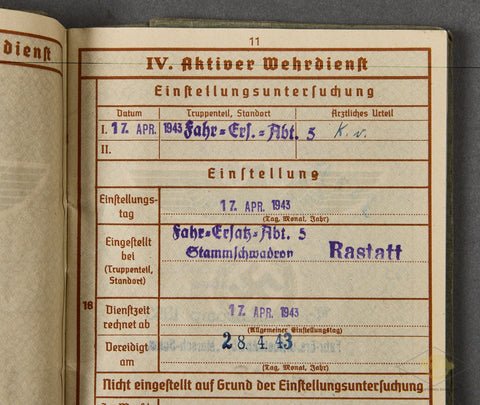 dienst
11
IV. Aktiver Wehrdienst
Einstellungsuntersuchung
Datum Truppenteil, Standort Ärztliches Urteil
I. 17. APR. 1943 Fahr=Ers.=Abt. 5 K.v.
II.
Einstellung
Einstellungs-
tag
17. APR. 1943
(Tag, Monat, Jahr)
Eingestellt
bei
(Truppenteil,
Standort)
Fahr=Ersatz=Abt. 5
Stammschwadron Rastatt
16
Dienstzeit
rechnet ab
17. APR. 1943
(Allgemeiner Einstellungstag)
Vereidigt
am
28.4.43
(Tag, Monat, Jahr)
Nicht eingestellt auf Grund der Einstellungsuntersuchung